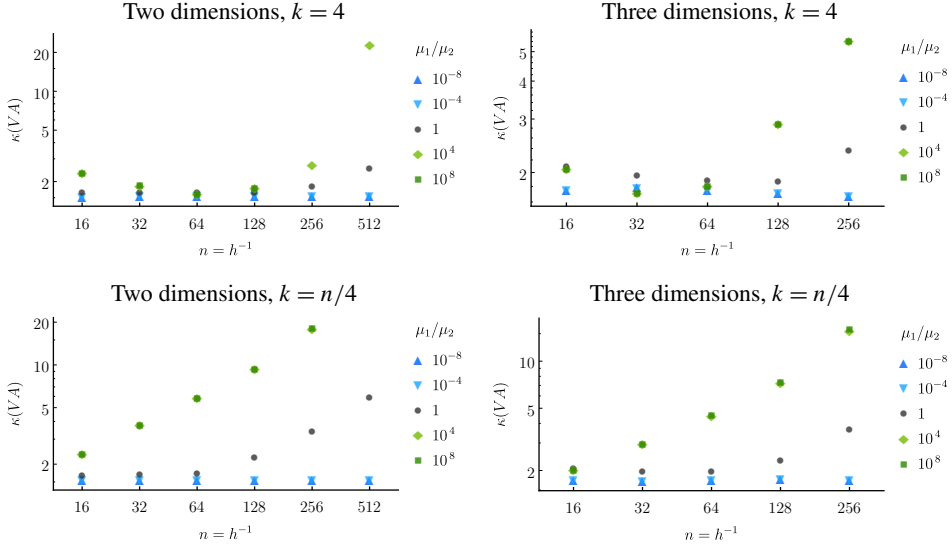 Two dimensions, k = 4
κ(VA)
20
10
5
2
16 32 64 128 256 512
n = h⁻¹
μ₁/μ₂
10⁻⁸
10⁻⁴
1
10⁴
10⁸
Three dimensions, k = 4
κ(VA)
5
4
3
2
16 32 64 128 256
n = h⁻¹
μ₁/μ₂
10⁻⁸
10⁻⁴
1
10⁴
10⁸
Two dimensions, k = n/4
κ(VA)
20
10
5
2
16 32 64 128 256 512
n = h⁻¹
μ₁/μ₂
10⁻⁸
10⁻⁴
1
10⁴
10⁸
Three dimensions, k = n/4
κ(VA)
10
5
2
16 32 64 128 256
n = h⁻¹
μ₁/μ₂
10⁻⁸
10⁻⁴
1
10⁴
10⁸